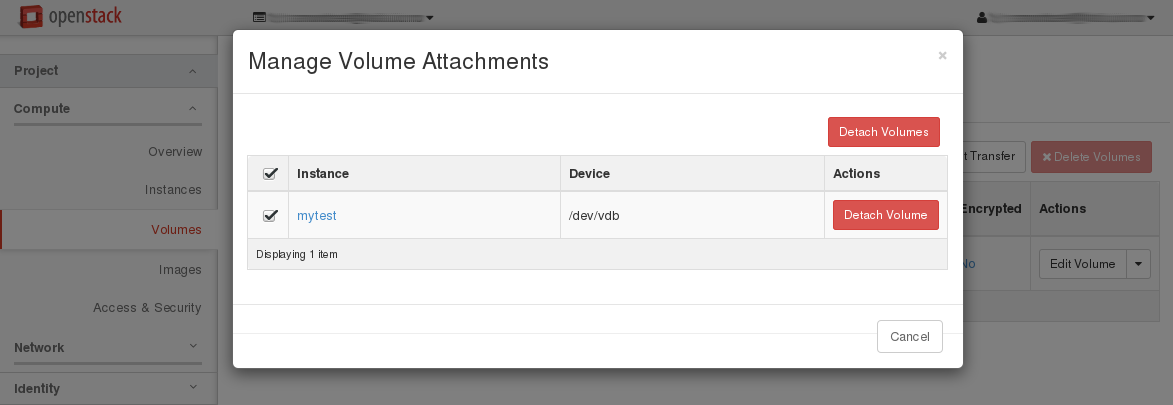 openstack
Manage Volume Attachments
×
Project
Compute
Overview
Instances
Volumes
Images
Access & Security
Network
Identity
Detach Volumes
Instance Device Actions
mytest /dev/vdb Detach Volume
Displaying 1 item
Cancel
Transfer Delete Volumes
Encrypted Actions
No Edit Volume